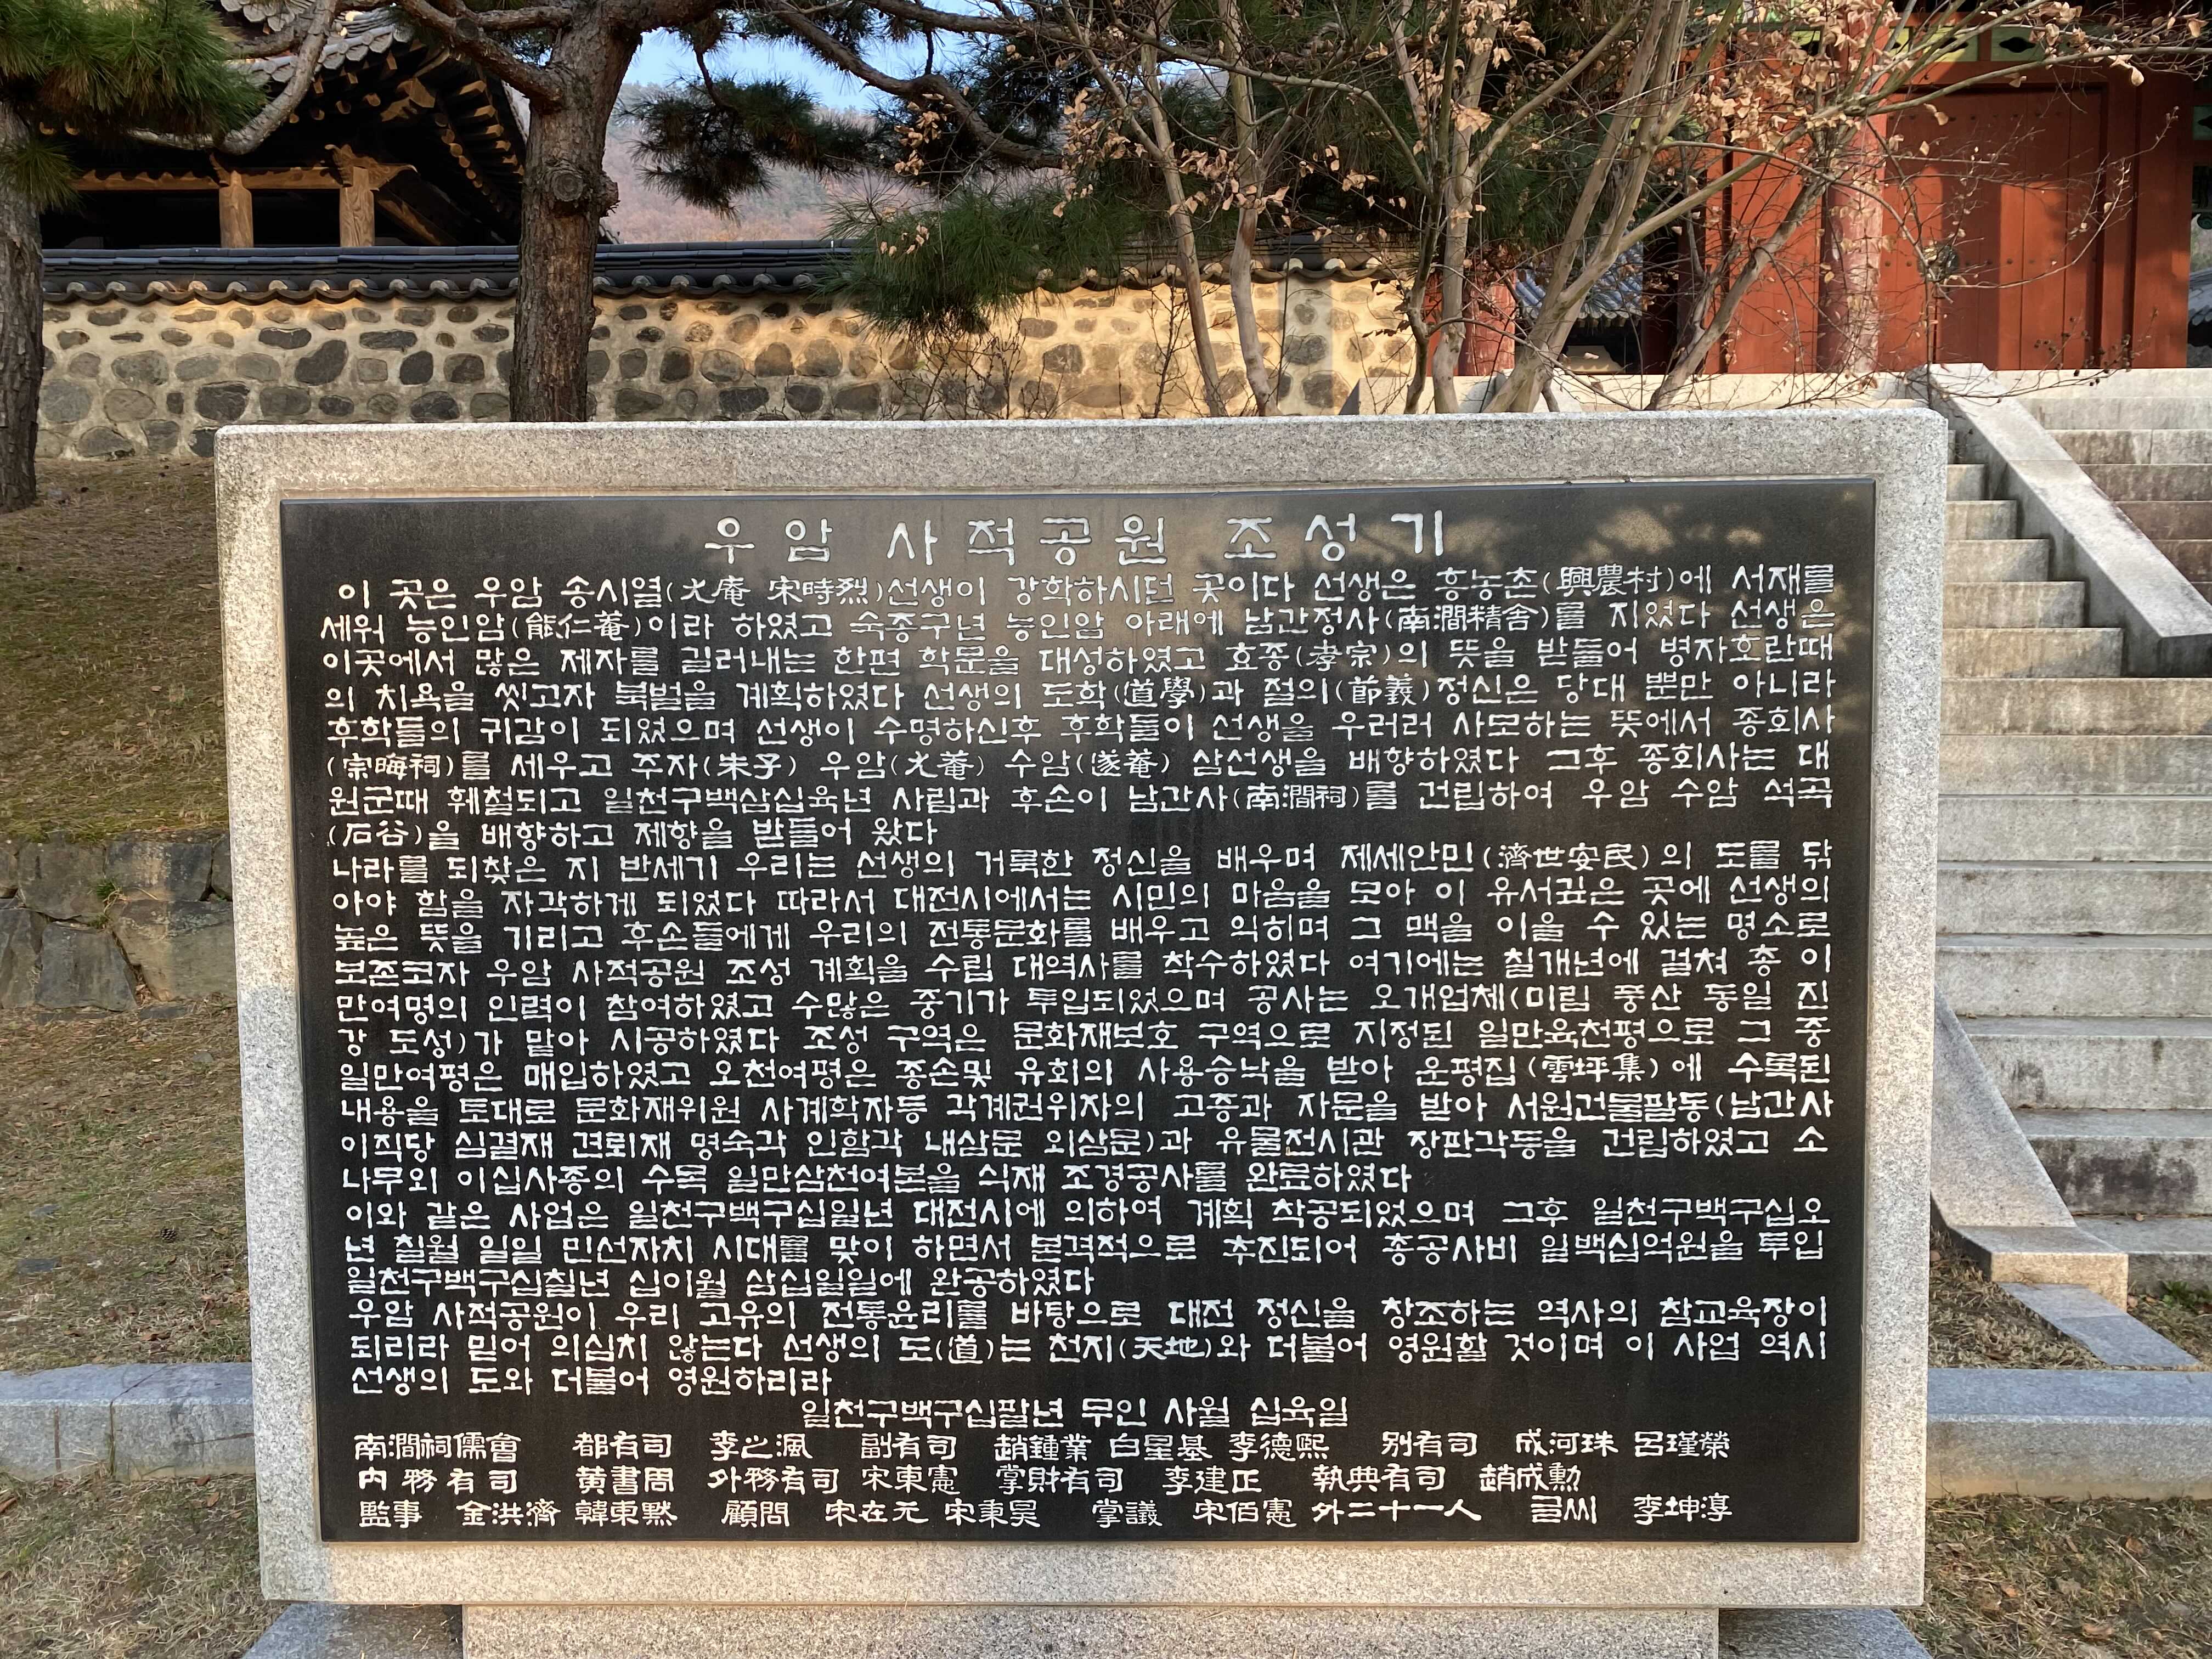 우암 사적공원 조성기
이 곳은 우암 송시열(尤庵 宋時烈)선생이 강학하시던 곳이다 선생은 흥농촌(興農村)에 서재를
세워 능인암(能仁菴)이라 하였고 숙종구년 능인암 아래에 남간정사(南澗精舍)를 지였다 선생은
이곳에서 많은 제자를 길러내는 한편 학문을 대성하였고 효종(孝宗)의 뜻을 받들어 병자호란때
의 치욕을 씻고자 북벌을 계획하였다 선생의 도학(道學)과 절의(節義)정신은 당대 뿐만 아니라
후학들의 귀감이 되었으며 선생이 수명하신후 후학들이 선생을 우러러 사모하는 뜻에서 종회사
(宗晦祠)를 세우고 주자(朱子) 우암(尤菴) 수암(遂菴) 삼선생을 배향하였다 그후 종회사는 대
원군때 훼철되고 일천구백삼십육년 사림과 후손이 남간사(南澗祠)를 건립하여 우암 수암 석곡
(石谷)을 배향하고 제향을 받들어 왔다
나라를 되찾은 지 반세기 우리는 선생의 거룩한 정신을 배우며 제세안민(濟世安民)의 도를 닦
아야 함을 자각하게 되었다 따라서 대전시에서는 시민의 마음을 모아 이 유서깊은 곳에 선생의
높은 뜻을 기리고 후손들에게 우리의 전통문화를 배우고 익히며 그 맥을 이을 수 있는 명소로
보존코자 우암 사적공원 조성 계획을 수립 대역사를 착수하였다 여기에는 칠개년에 걸쳐 총 이
만여명의 인력이 참여하였고 수많은 중기가 투입되었으며 공사는 오개업체(미림 풍산 동일 진
강 도성)가 맡아 시공하였다 조성 구역은 문화재보호 구역으로 지정된 일만육천평으로 그 중
일만여평은 매입하였고 오천여평은 종손및 유회의 사용승낙을 받아 운평집(雲坪集)에 수록된
내용을 토대로 문화재위원 사계학자등 각계권위자의 고증과 자문을 받아 서원건물팔동(남간사
이직당 심결재 견뢰재 명숙각 인함각 내삼문 외삼문)과 유물전시관 장판각등을 건립하였고 소
나무외 이십사종의 수목 일만삼천여본을 식재 조경공사를 완료하였다
이와 같은 사업은 일천구백구십일년 대전시에 의하여 계획 착공되었으며 그후 일천구백구십오
년 칠월 일일 민선자치 시대를 맞이 하면서 본격적으로 추진되어 총공사비 일백십억원을 투입
일천구백구십칠년 십이월 삼십일일에 완공하였다
우암 사적공원이 우리 고유의 전통윤리를 바탕으로 대전 정신을 창조하는 역사의 참교육장이
되리라 믿어 의심치 않는다 선생의 도(道)는 천지(天地)와 더불어 영원할 것이며 이 사업 역시
선생의 도와 더불어 영원하리라
일천구백구십팔년 무인 사월 십육일
南澗祠儒會 都有司 李之渢 副有司 趙鍾業 白星基 李德熙 別有司 成河珠 呂瑾榮
内務有司 黃書周 外務有司 宋東憲 掌財有司 李建正 執典有司 趙成勳
監事 金洪濟 韓東黙 顧問 宋在元 宋秉昊 掌議 宋佰憲 外二十一人 글씨 李坤淳